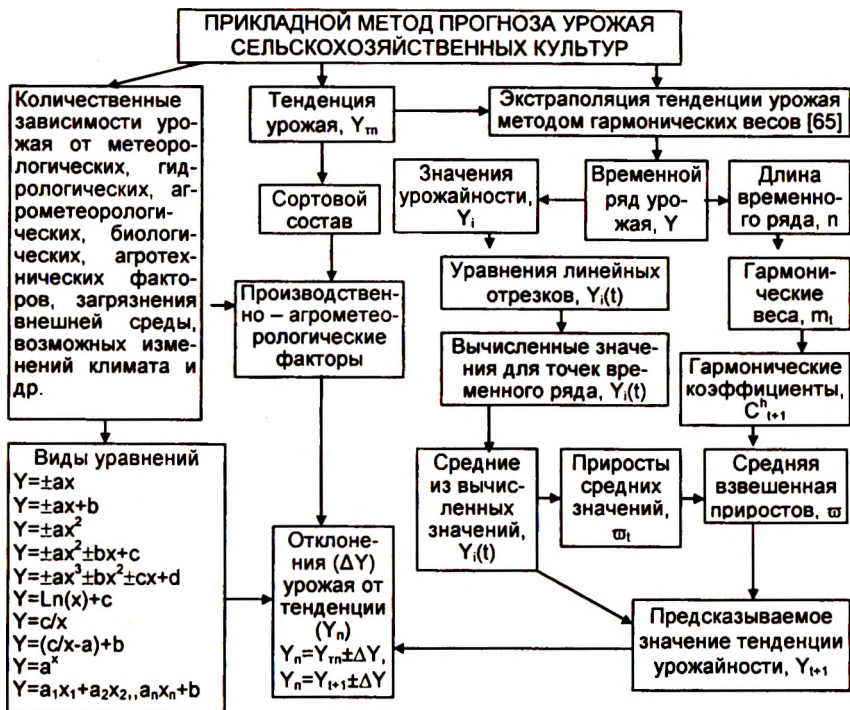 ПРИКЛАДНОЙ МЕТОД ПРОГНОЗА УРОЖАЯ
СЕЛЬСКОХОЗЯЙСТВЕННЫХ КУЛЬТУР
Количественные
зависимости уро-
жая от метеоро-
логических, гид-
рологических, аг-
рометеорологи-
ческих, биологи-
ческих, агротех-
нических факто-
ров, загрязнения
внешней среды,
возможных изме-
нений климата и
др.
Тенденция
урожая, Yтп
Экстраполяция тенденции урожая
методом гармонических весов [65]
Сортовой
состав
Значения
урожайности,
Yi
Временной
ряд уро-
жая, Y
Длина
временно-
го ряда, n
Производствен-
но – агрометео-
рологические
факторы
Уравнения линейных
отрезков, Yi(t)
Гармони-
ческие
веса, mt
Вычисленные значе-
ния для точек вре-
менного ряда, Yi(t)
Гармонические
коэффициенты,
Cʰt+1
Виды уравнений
Y=±ax
Y=±ax+b
Y=±ax²
Y=±ax²±bx+c
Y=±ax³±bx²±cx+d
Y=Ln(x)+c
Y=c/x
Y=(c/x-a)+b
Y=aˣ
Y=a₁x₁+a₂x₂,,aₙxₙ+b
Средние
из вычис-
ленных
значений,
Yi(t)
Приросты
средних
значений,
ϖt
Средняя
взвешенная
приростов, ϖ
Отклоне-
ния (ΔY)
урожая от
тенденции
(Yп)
Yп=Yтп±ΔY,
Yп=Yt+1±ΔY
Предсказываемое
значение тенденции
урожайности, Yt+1